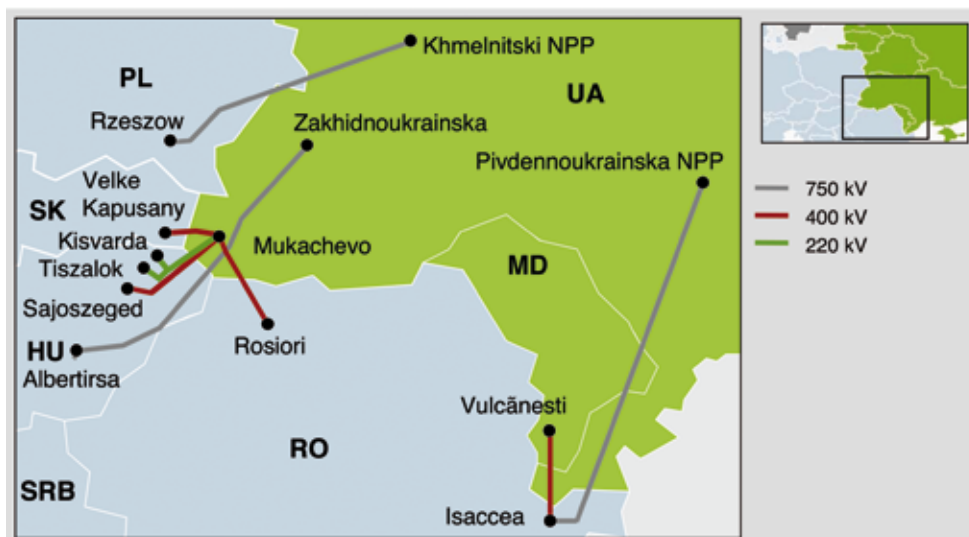 Khmelnitski NPP
PL
UA
Rzeszow
Zakhidnoukrainska
Pivdennoukrainska NPP
Velke
Kapusany
SK
Kisvarda
Mukachevo
Tiszalok
MD
Sajoszeged
Rosiori
HU
Albertirsa
Vulcãnesti
RO
SRB
Isaccea
750 kV
400 kV
220 kV